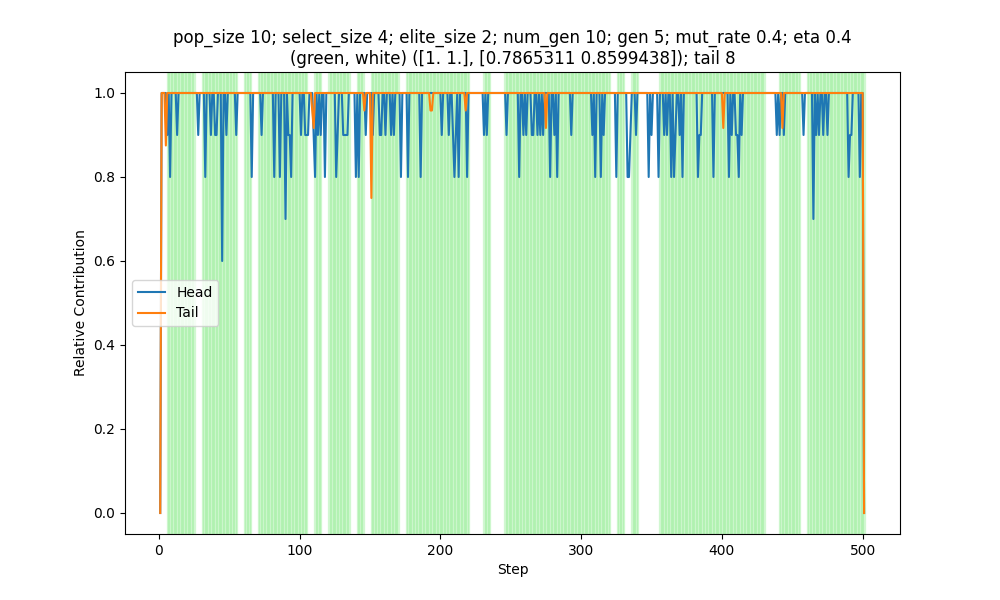 pop_size 10; select_size 4; elite_size 2; num_gen 10; gen 5; mut_rate 0.4; eta 0.4
(green, white) ([1. 1.], [0.7865311 0.8599438]); tail 8
1.0
0.8
0.6
0.4
0.2
0.0
Relative Contribution
Head
Tail
0
100
200
300
400
500
Step